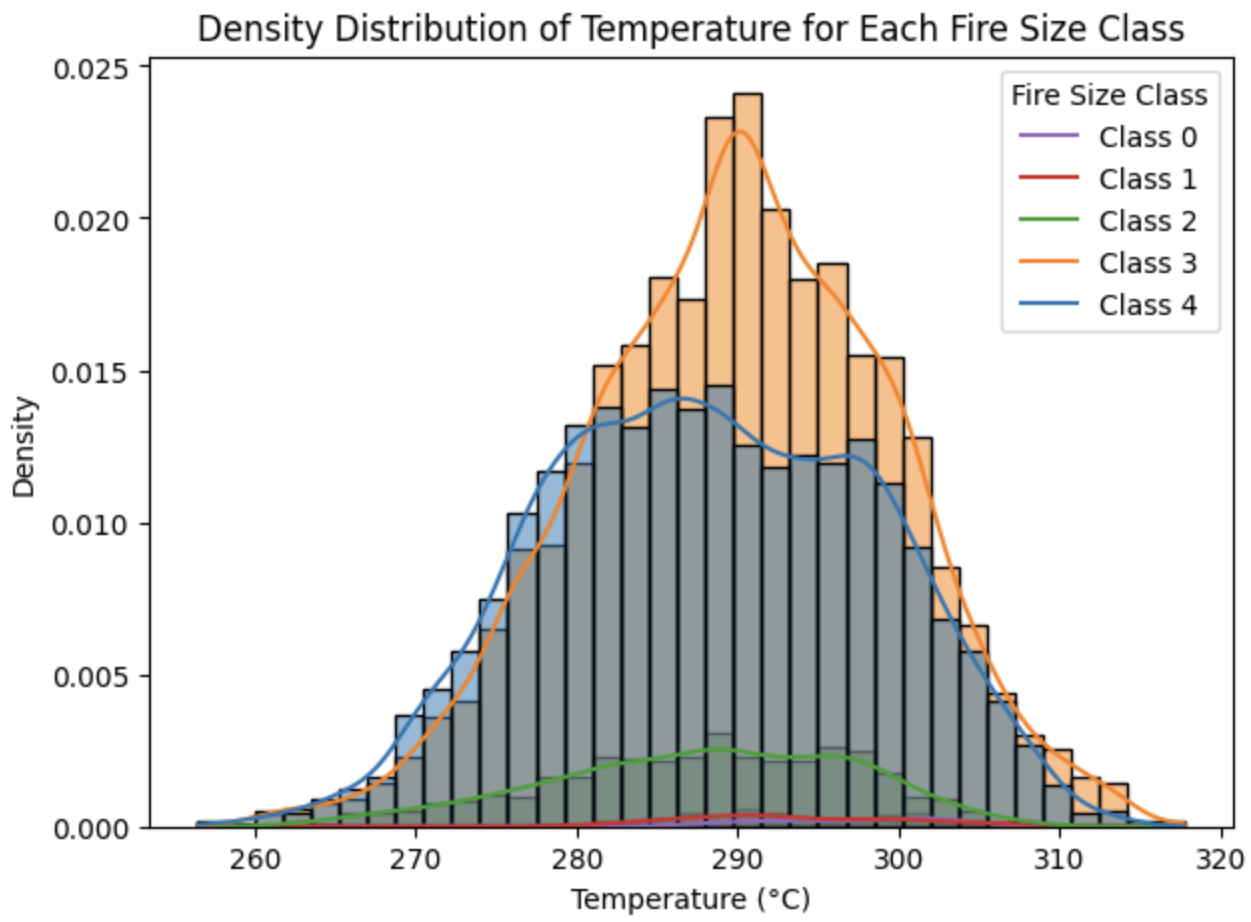 Density Distribution of Temperature for Each Fire Size Class
0.025
0.020
0.015
0.010
0.005
0.000
Density
Fire Size Class
Class 0
Class 1
Class 2
Class 3
Class 4
260 270 280 290 300 310 320
Temperature (°C)